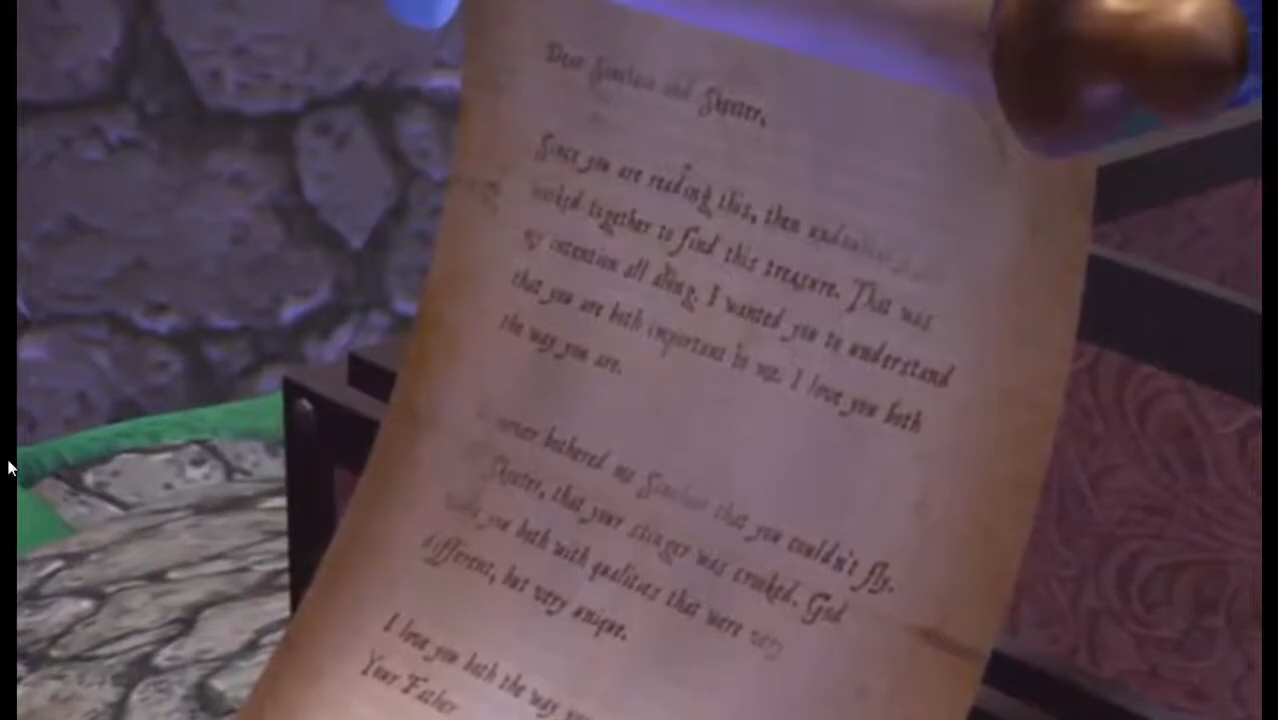 Dear Sinclair and Skeeter,
Since you are reading this, then
worked together to find this treasure. That was
my intention all along. I wanted you to understand
that you are both important to me. I love you both
the way you are.
never bothered me Sinclair that you couldn't fly.
Skeeter, that your stinger was crooked. God
you both with qualities that were very
different, but very unique.
I love you both the way you
Your Father